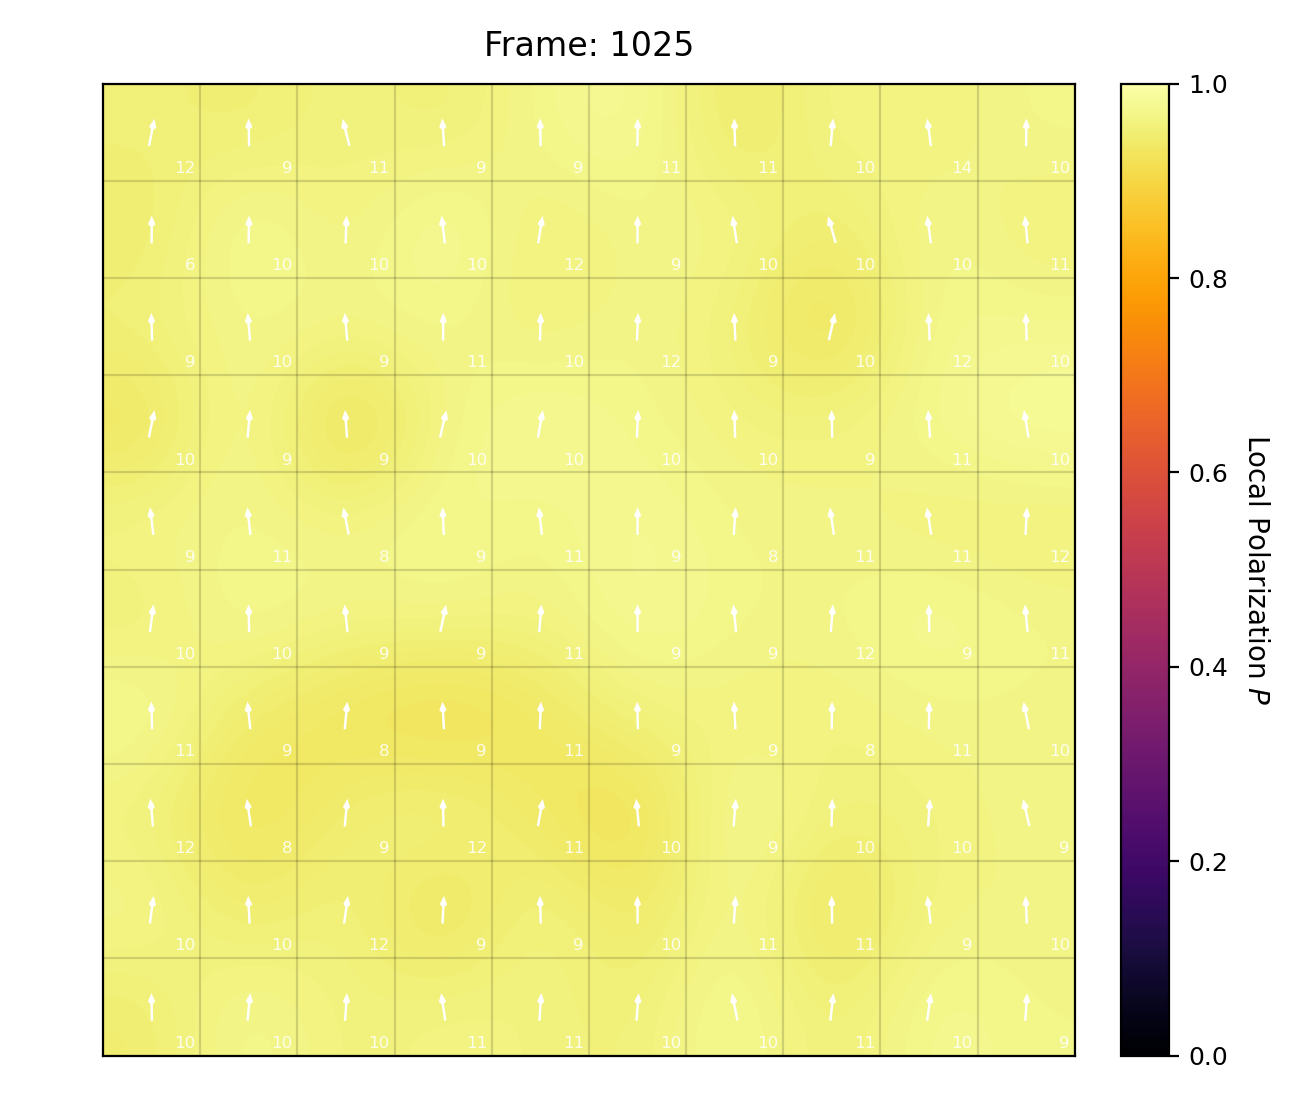 Frame: 1025
12 9 11 9 9 11 11 10 14 10
6 10 10 10 12 9 10 10 10 11
9 10 9 11 10 12 9 10 12 10
10 9 9 10 10 10 10 9 11 10
9 11 8 9 11 9 8 11 11 12
10 10 9 9 11 9 9 12 9 11
11 9 8 9 11 9 9 8 11 10
12 8 9 12 11 10 9 10 10 9
10 10 12 9 9 10 11 11 9 10
10 10 10 11 11 10 10 11 10 9
1.0
0.8
0.6
0.4
0.2
0.0
Local Polarization P